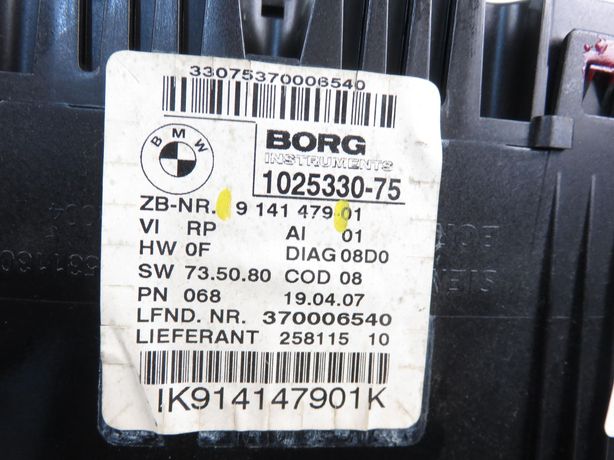 33075370006540
BMW
BORG
INSTRUMENTS
1025330-75
ZB-NR. 9 141 479 01
VI RP AI 01
HW 0F DIAG 08D0
SW 73.50.80 COD 08
PN 068 19.04.07
LFND. NR. 370006540
LIEFERANT 258115 10
IK914147901K